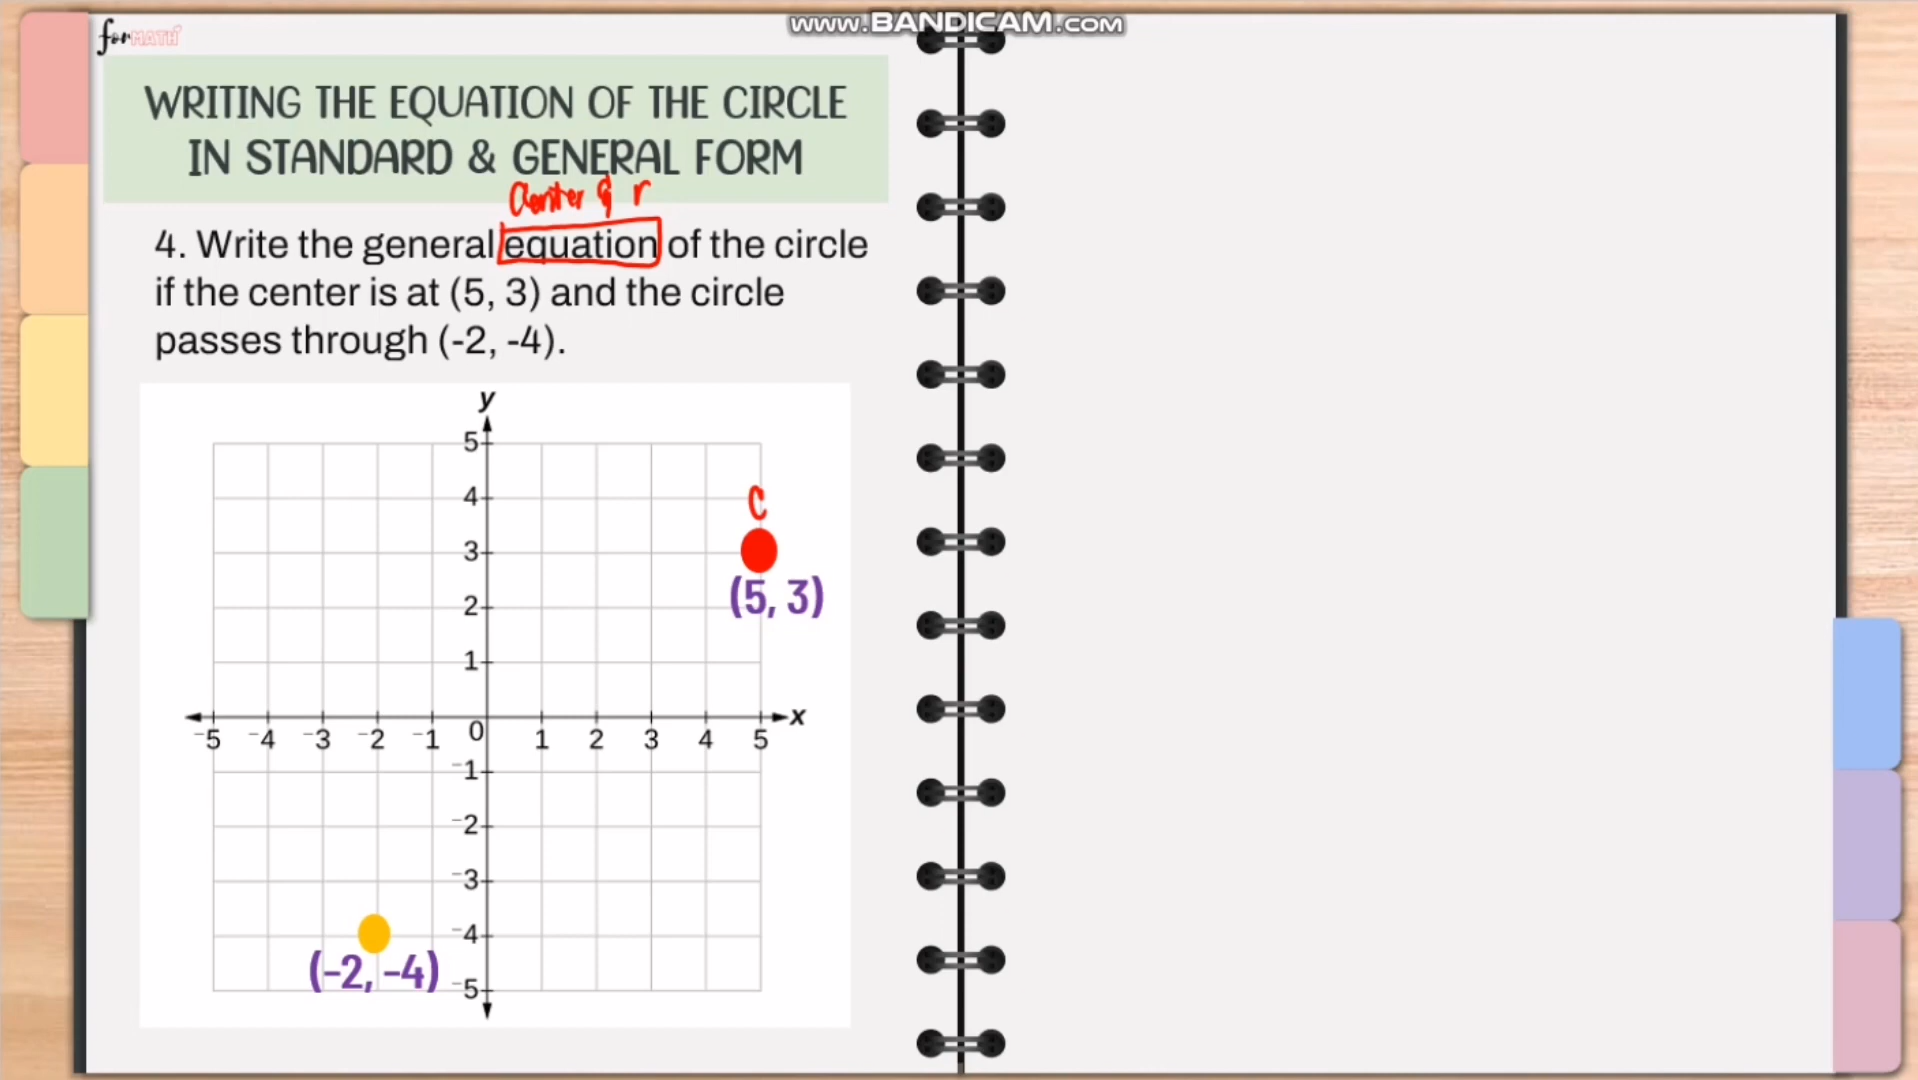 www.BANDICAM.com
forMATH
WRITING THE EQUATION OF THE CIRCLE
IN STANDARD & GENERAL FORM
Center & r
4. Write the general equation of the circle
if the center is at (5, 3) and the circle
passes through (-2, -4).
y
5
4
C
3
(5, 3)
2
1
x
-5 -4 -3 -2 -1 0 1 2 3 4 5
-1
-2
-3
-4
(-2, -4)
-5